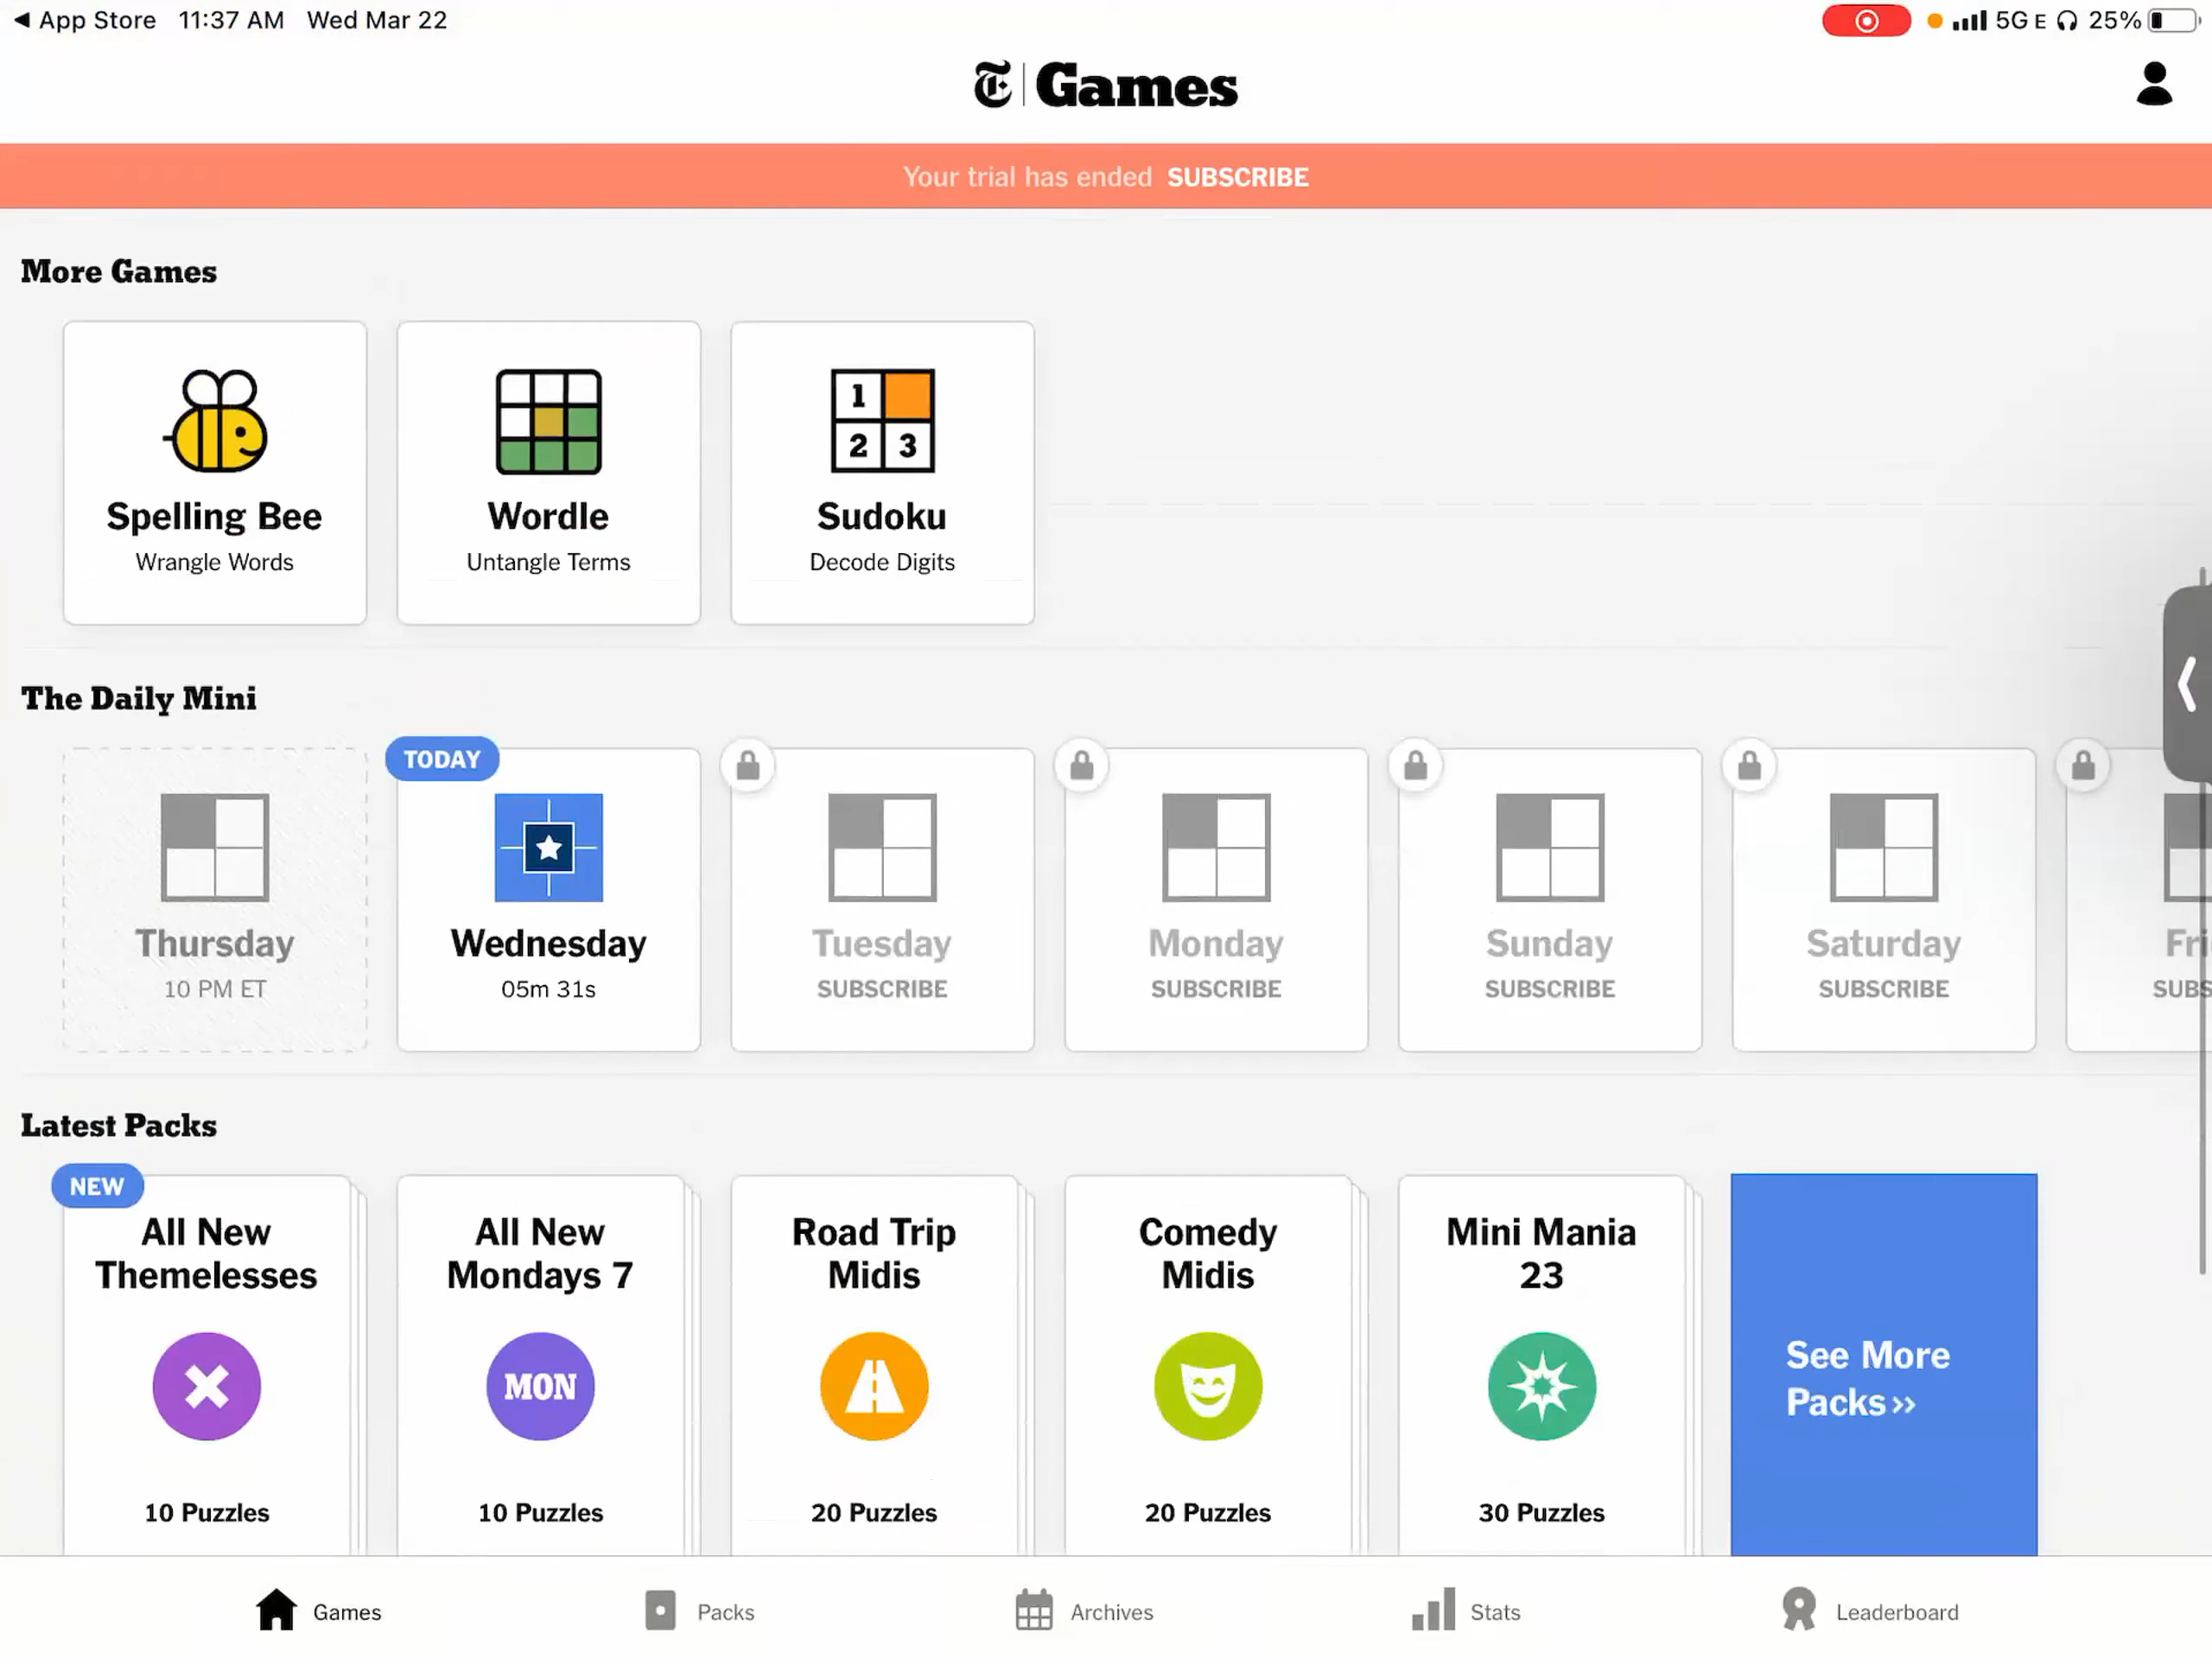 App Store 11:37 AM Wed Mar 22 5G E 25%
T Games
Your trial has ended SUBSCRIBE
More Games
Spelling Bee
Wrangle Words
Wordle
Untangle Terms
1
2 3
Sudoku
Decode Digits
The Daily Mini
Thursday
10 PM ET
TODAY
Wednesday
05m 31s
Tuesday
SUBSCRIBE
Monday
SUBSCRIBE
Sunday
SUBSCRIBE
Saturday
SUBSCRIBE
Fri
SUBS
Latest Packs
NEW
All New
Themelesses
10 Puzzles
All New
Mondays 7
MON
10 Puzzles
Road Trip
Midis
20 Puzzles
Comedy
Midis
20 Puzzles
Mini Mania
23
30 Puzzles
See More
Packs
Games Packs Archives Stats Leaderboard